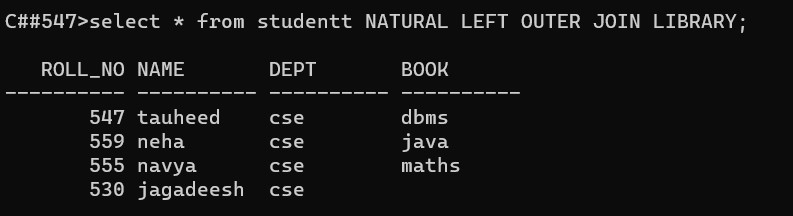 C##547>select * from studentt NATURAL LEFT OUTER JOIN LIBRARY;
ROLL_NO NAME DEPT BOOK
---------- ---------- ---------- ----------
547 tauheed cse dbms
559 neha cse java
555 navya cse maths
530 jagadeesh cse